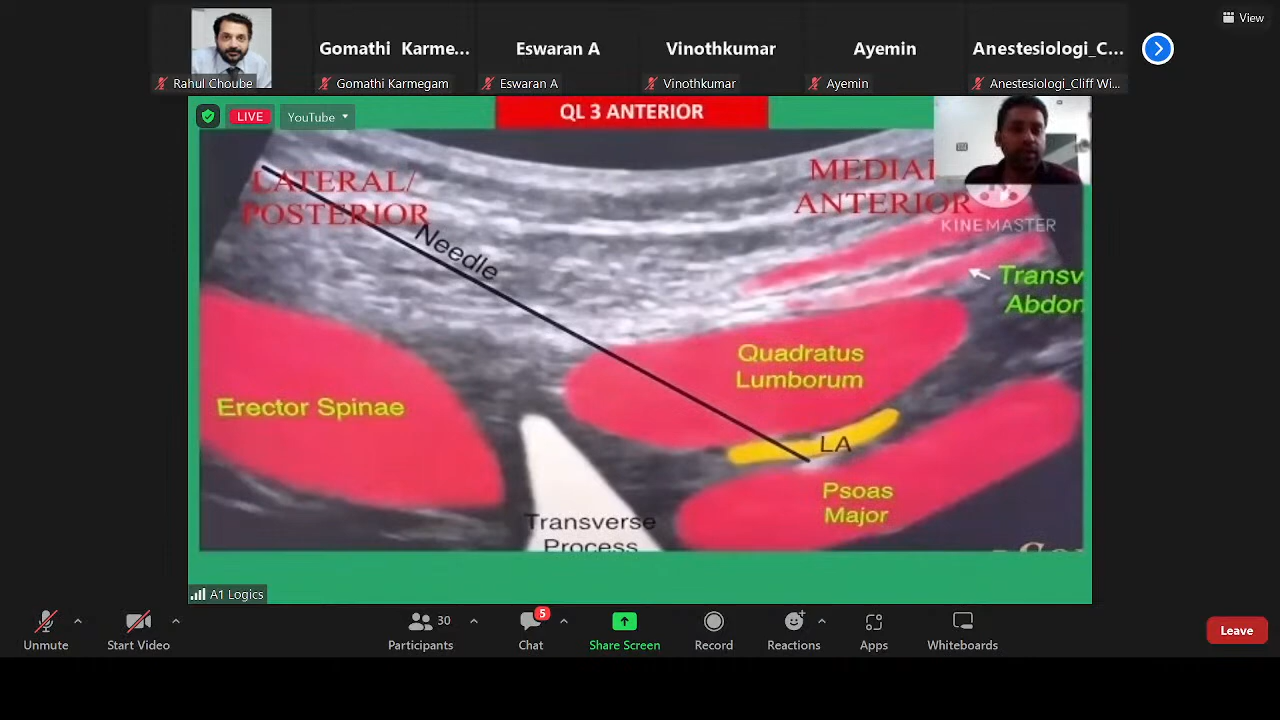 View
Gomathi Karme...
Eswaran A
Vinothkumar
Ayemin
Anestesiologi_C...
Rahul Choube
Gomathi Karmegam
Eswaran A
Vinothkumar
Ayemin
Anestesiologi_Cliff Wi...
LIVE
YouTube
QL 3 ANTERIOR
LATERAL/
POSTERIOR
MEDIAL
ANTERIOR
KINEMASTER
Needle
Transv
Abdon
Quadratus
Lumborum
Erector Spinae
LA
Psoas
Major
Transverse
Process
A1 Logics
30
5
Unmute
Start Video
Participants
Chat
Share Screen
Record
Reactions
Apps
Whiteboards
Leave